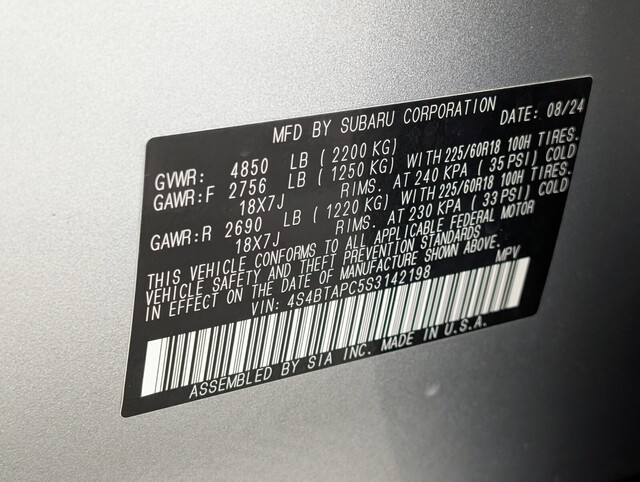 MFD BY SUBARU CORPORATION DATE: 08/24
GVWR: 4850 LB ( 2200 KG)
GAWR:F 2756 LB ( 1250 KG) WITH 225/60R18 100H TIRES.
18X7J RIMS. AT 240 KPA ( 35 PSI) COLD
GAWR:R 2690 LB ( 1220 KG) WITH 225/60R18 100H TIRES.
18X7J RIMS. AT 230 KPA ( 33 PSI) COLD
THIS VEHICLE CONFORMS TO ALL APPLICABLE FEDERAL MOTOR
VEHICLE SAFETY AND THEFT PREVENTION STANDARDS
IN EFFECT ON THE DATE OF MANUFACTURE SHOWN ABOVE.
VIN: 4S4BTAPC5S3142198 MPV
ASSEMBLED BY SIA INC. MADE IN U.S.A.